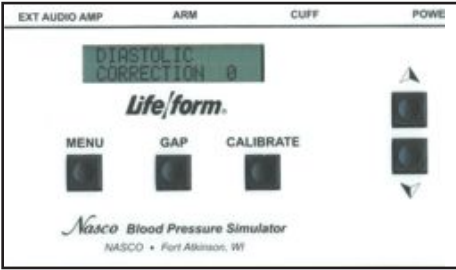 EXT AUDIO AMP ARM CUFF POWE
DIASTOLIC
CORRECTION 0
Life/form®
MENU GAP CALIBRATE
Nasco Blood Pressure Simulator
NASCO • Fort Atkinson, WI